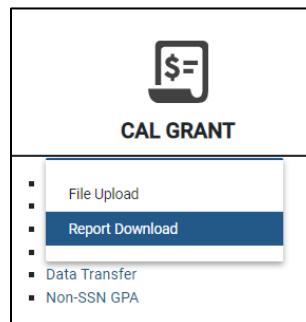 $=
CAL GRANT
File Upload
Report Download
Data Transfer
Non-SSN GPA